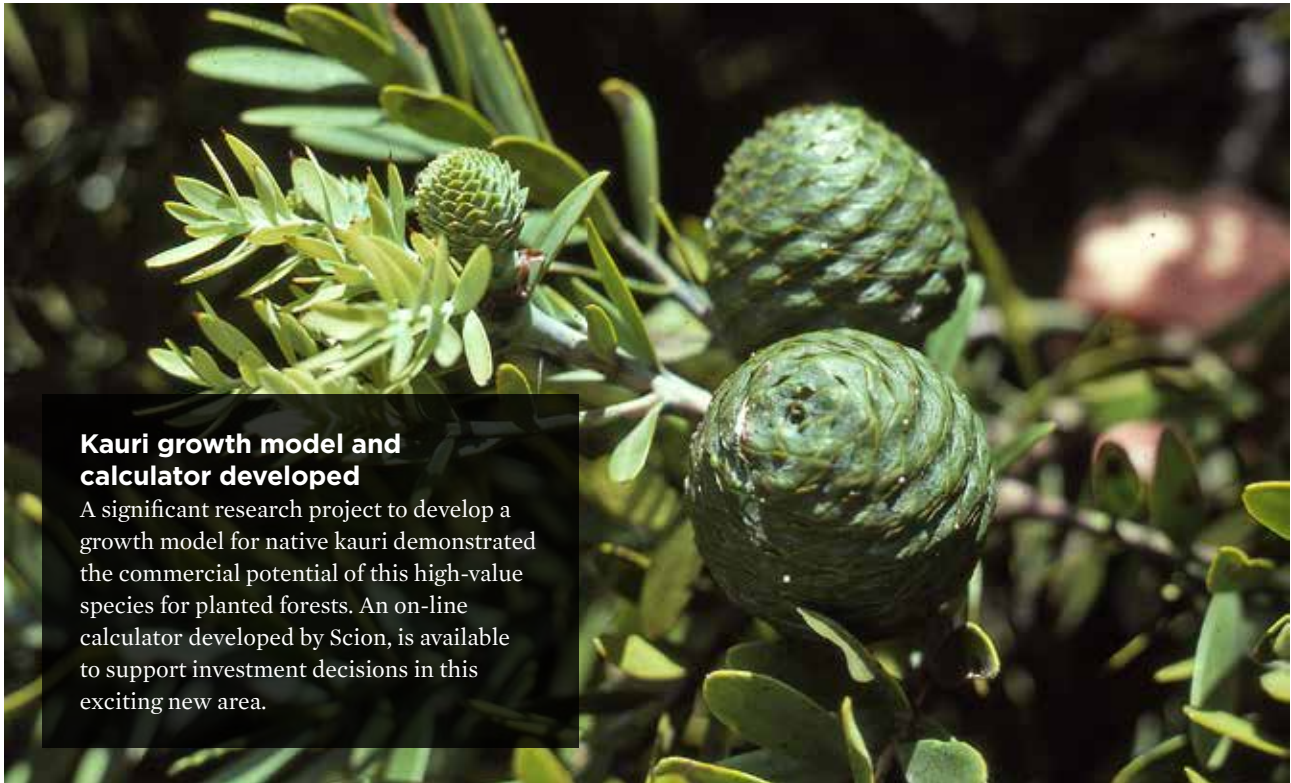 Kauri growth model and
calculator developed
A significant research project to develop a
growth model for native kauri demonstrated
the commercial potential of this high-value
species for planted forests. An on-line
calculator developed by Scion, is available
to support investment decisions in this
exciting new area.